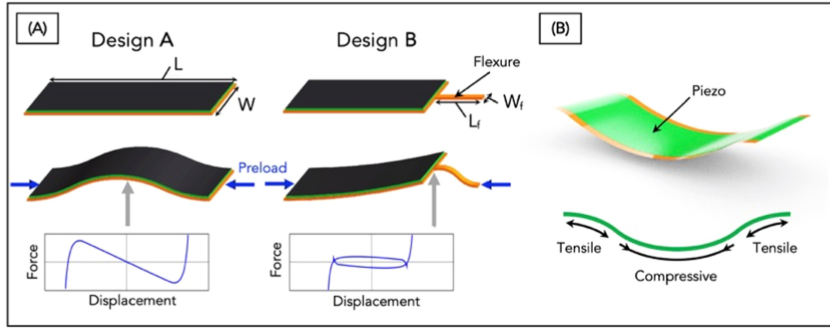 (A)
Design A
L
W
Design B
Flexure
Wf
Lf
Preload
Force
Displacement
Force
Displacement
(B)
Piezo
Tensile
Tensile
Compressive